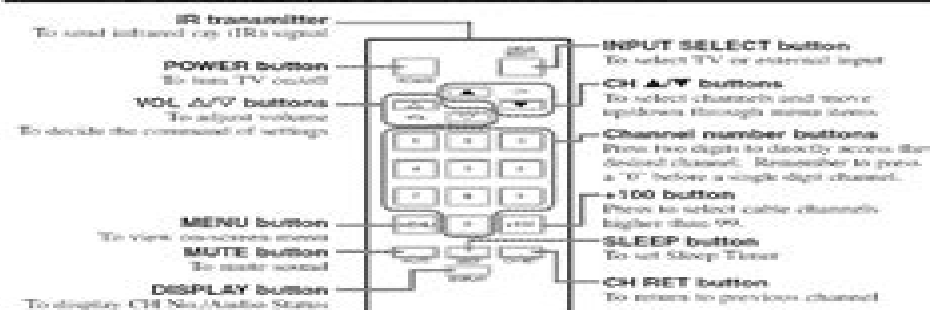 IR transmitter
To send infrared ray (IR) signal
POWER button
To turn TV on/off
VOL △/▽ buttons
To adjust volume
To decide the command of settings
MENU button
To view on-screen menu
MUTE button
To mute sound
DISPLAY button
To display CH No./Audio Status
INPUT SELECT button
To select TV or external input
CH ▲/▼ buttons
To select channels and move
up/down through menu items
Channel number buttons
Press two digits to directly access the
desired channel. Remember to press
a "0" before a single digit channel.
+100 button
Press to select cable channels
higher than 99.
SLEEP button
To set Sleep Timer
CH RET button
To return to previous channel